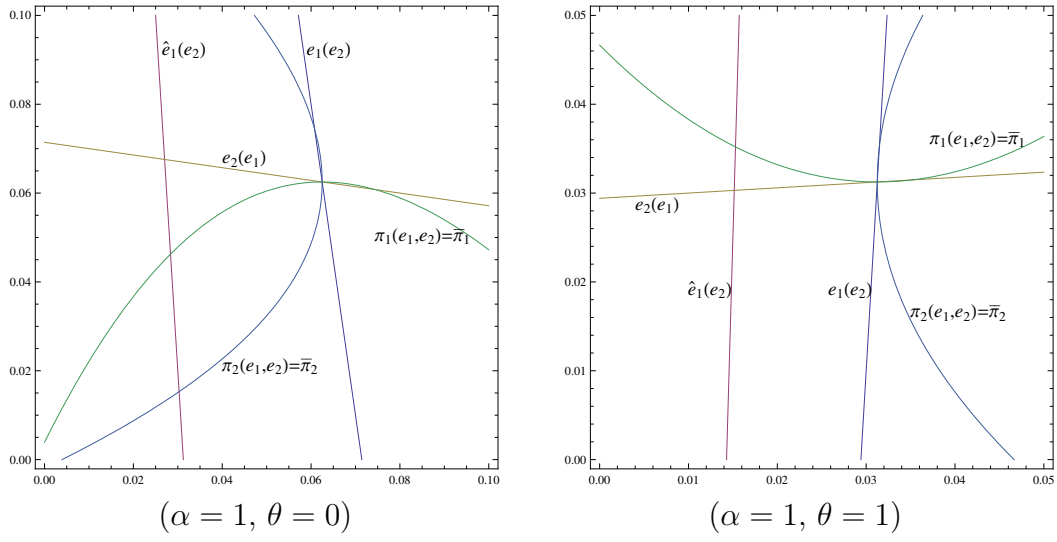 0.10
0.08
0.06
0.04
0.02
0.00
0.00 0.02 0.04 0.06 0.08 0.10
ê₁(e₂)
e₁(e₂)
e₂(e₁)
π₁(e₁,e₂)=π̅₁
π₂(e₁,e₂)=π̅₂
(α = 1, θ = 0)
0.05
0.04
0.03
0.02
0.01
0.00
0.00 0.01 0.02 0.03 0.04 0.05
π₁(e₁,e₂)=π̅₁
e₂(e₁)
ê₁(e₂)
e₁(e₂)
π₂(e₁,e₂)=π̅₂
(α = 1, θ = 1)